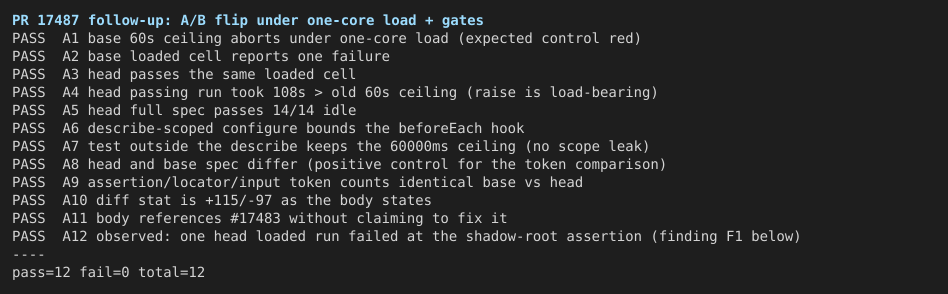 PR 17487 follow-up: A/B flip under one-core load + gates
PASS  A1 base 60s ceiling aborts under one-core load (expected control red)
PASS  A2 base loaded cell reports one failure
PASS  A3 head passes the same loaded cell
PASS  A4 head passing run took 108s > old 60s ceiling (raise is load-bearing)
PASS  A5 head full spec passes 14/14 idle
PASS  A6 describe-scoped configure bounds the beforeEach hook
PASS  A7 test outside the describe keeps the 60000ms ceiling (no scope leak)
PASS  A8 head and base spec differ (positive control for the token comparison)
PASS  A9 assertion/locator/input token counts identical base vs head
PASS  A10 diff stat is +115/-97 as the body states
PASS  A11 body references #17483 without claiming to fix it
PASS  A12 observed: one head loaded run failed at the shadow-root assertion (finding F1 below)
----
pass=12 fail=0 total=12